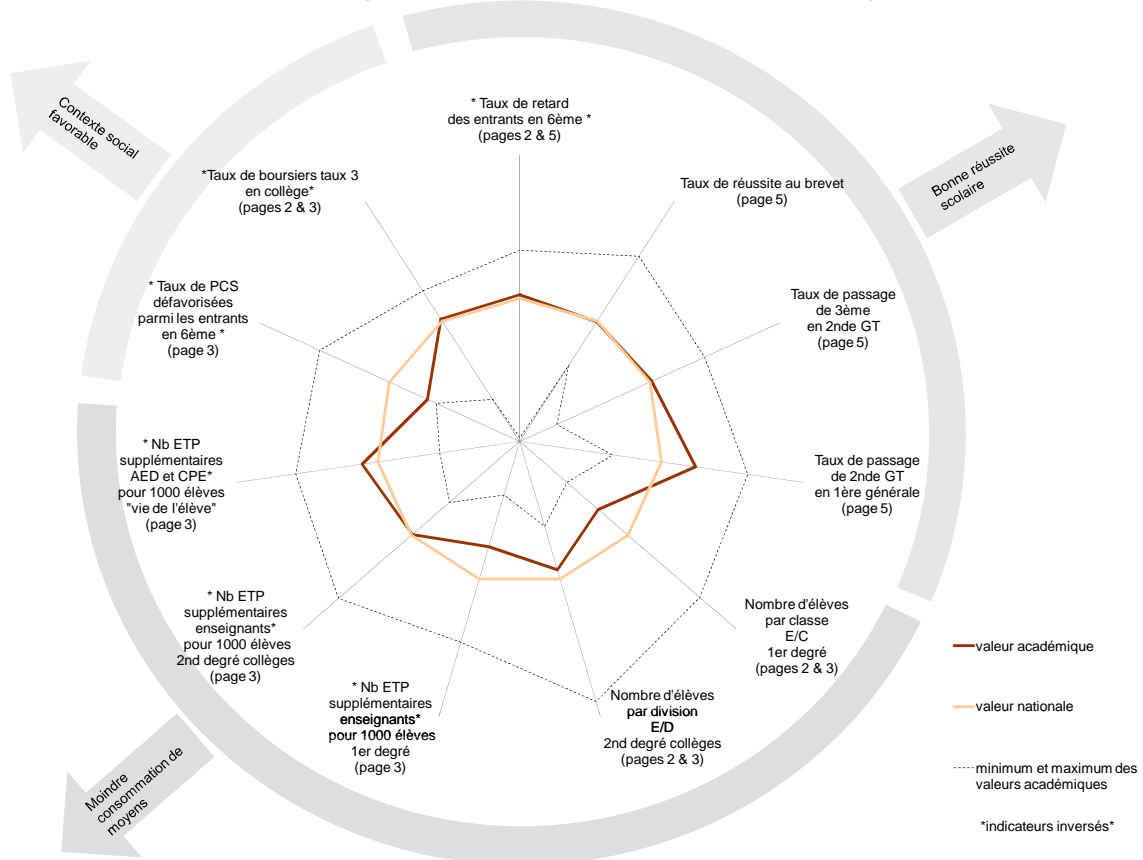 * Taux de retard
des entrants en 6ème *
(pages 2 & 5)
Contexte social
favorable
*Taux de boursiers taux 3
en collège*
(pages 2 & 3)
Taux de réussite au brevet
(page 5)
Bonne réussite
scolaire
* Taux de PCS
défavorisées
parmi les entrants
en 6ème *
(page 3)
Taux de passage
de 3ème
en 2nde GT
(page 5)
* Nb ETP
supplémentaires
AED et CPE*
pour 1000 élèves
"vie de l'élève"
(page 3)
Taux de passage
de 2nde GT
en 1ère générale
(page 5)
* Nb ETP
supplémentaires
enseignants*
pour 1000 élèves
2nd degré collèges
(page 3)
Nombre d'élèves
par classe
E/C
1er degré
(pages 2 & 3)
* Nb ETP
supplémentaires
enseignants*
pour 1000 élèves
1er degré
(page 3)
Nombre d'élèves
par division
E/D
2nd degré collèges
(pages 2 & 3)
Moindre
consommation de
moyens
valeur académique
valeur nationale
minimum et maximum des
valeurs académiques
*indicateurs inversés*